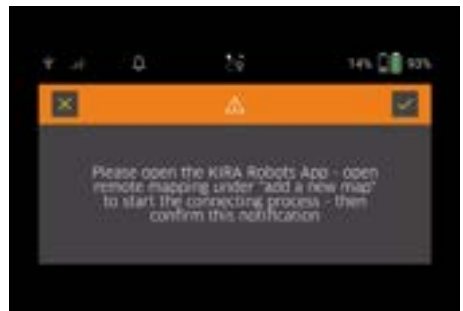 14% 93%
Please open the KIRA Robots App - open
remote mapping under "add a new map"
to start the connecting process - then
confirm this notification